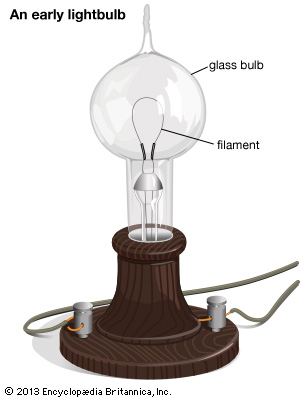 An early lightbulb
glass bulb
filament
© 2013 Encyclopædia Britannica, Inc.